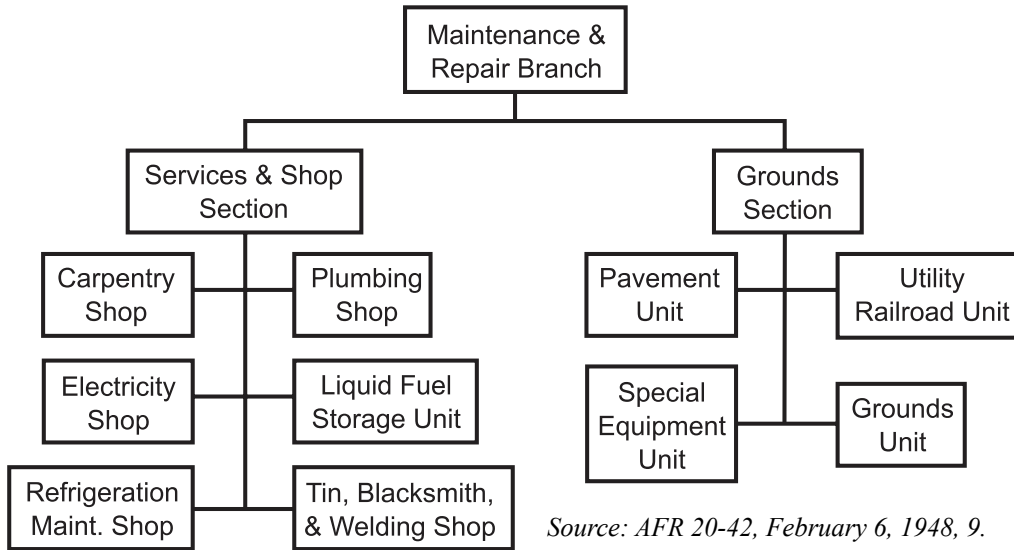 Maintenance &
Repair Branch
Services & Shop
Section
Grounds
Section
Carpentry
Shop
Plumbing
Shop
Pavement
Unit
Utility
Railroad Unit
Electricity
Shop
Liquid Fuel
Storage Unit
Special
Equipment
Unit
Grounds
Unit
Refrigeration
Maint. Shop
Tin, Blacksmith,
& Welding Shop
Source: AFR 20-42, February 6, 1948, 9.